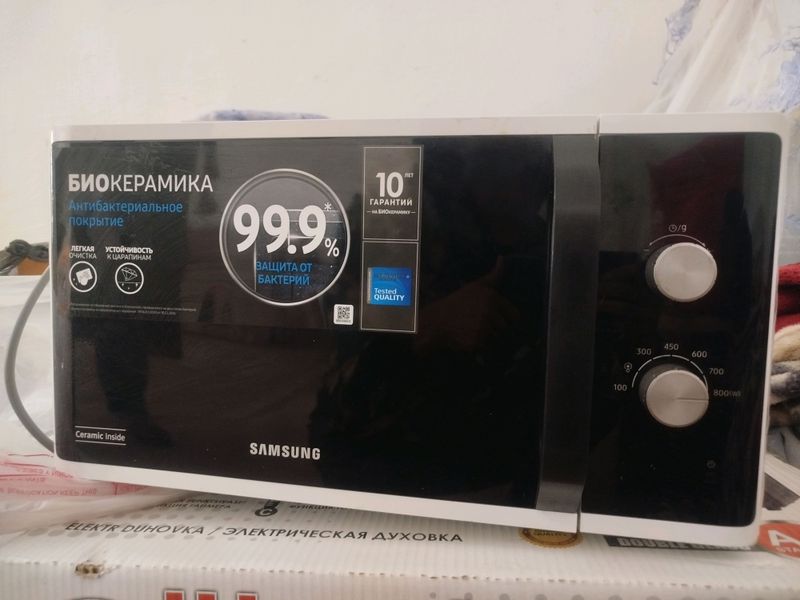 БИОКЕРАМИКА
Антибактериальное
покрытие
ЛЕГКАЯ
ОЧИСТКА
УСТОЙЧИВОСТЬ
К ЦАРАПИНАМ
99.9*%
ЗАЩИТА ОТ
БАКТЕРИЙ
10 ЛЕТ
ГАРАНТИЙ
НА БИОКЕРАМИКУ
Tested
QUALITY
Ceramic Inside
SAMSUNG
/g
100
300
450
600
700
800(W)
ELEKTR DUHOVKA / ЭЛЕКТРИЧЕСКАЯ ДУХОВКА